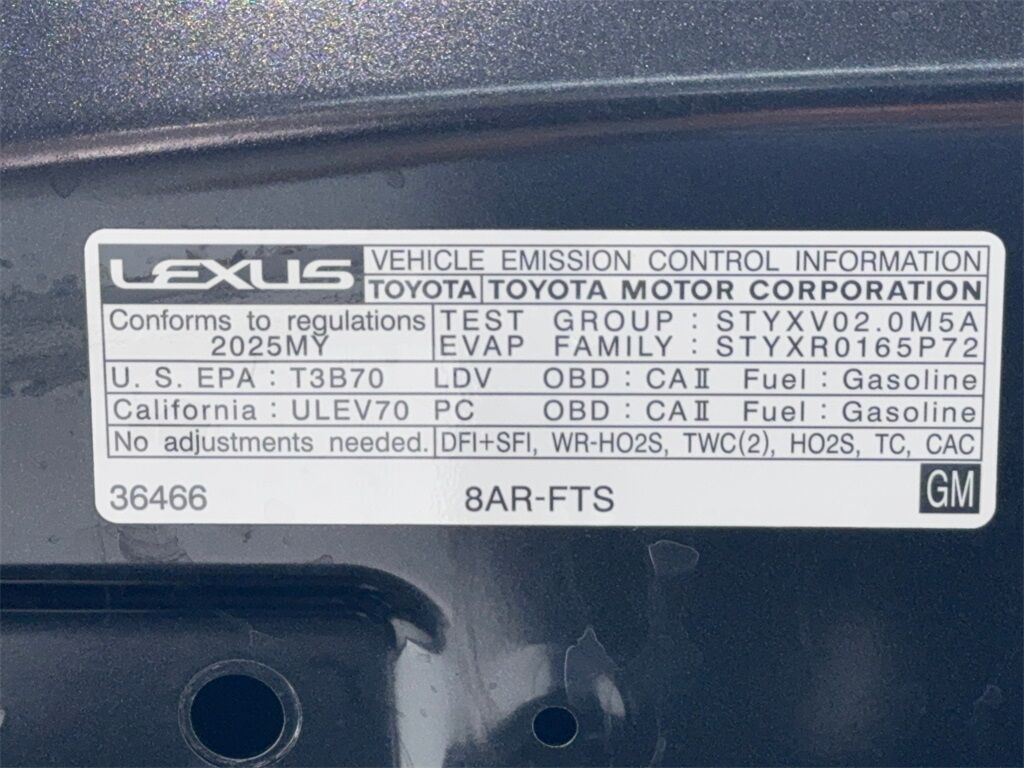 LEXUS VEHICLE EMISSION CONTROL INFORMATION
TOYOTA TOYOTA MOTOR CORPORATION
Conforms to regulations TEST GROUP : STYXV02.0M5A
2025MY EVAP FAMILY : STYXR0165P72
U. S. EPA : T3B70 LDV OBD : CAⅡ Fuel : Gasoline
California : ULEV70 PC OBD : CAⅡ Fuel : Gasoline
No adjustments needed. DFI+SFI, WR-HO2S, TWC(2), HO2S, TC, CAC
36466 8AR-FTS GM